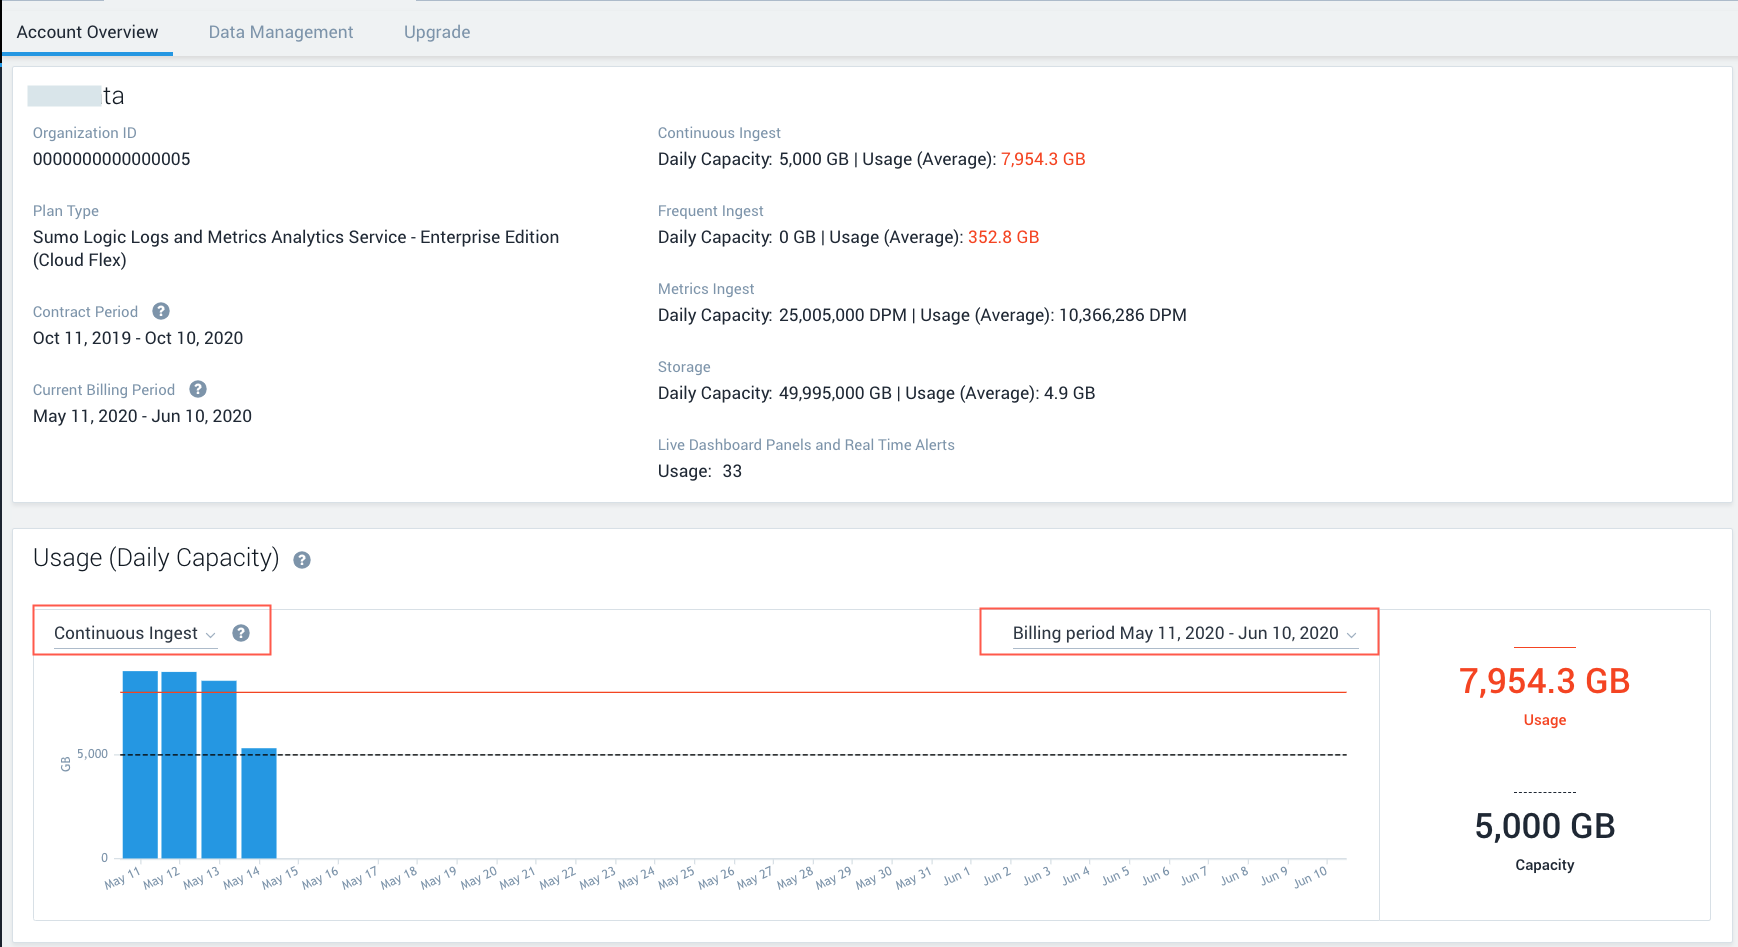 Account Overview
Data Management
Upgrade
ta
Organization ID
0000000000000005
Plan Type
Sumo Logic Logs and Metrics Analytics Service - Enterprise Edition
(Cloud Flex)
Contract Period ?
Oct 11, 2019 - Oct 10, 2020
Current Billing Period ?
May 11, 2020 - Jun 10, 2020
Continuous Ingest
Daily Capacity: 5,000 GB | Usage (Average): 7,954.3 GB
Frequent Ingest
Daily Capacity: 0 GB | Usage (Average): 352.8 GB
Metrics Ingest
Daily Capacity: 25,005,000 DPM | Usage (Average): 10,366,286 DPM
Storage
Daily Capacity: 49,995,000 GB | Usage (Average): 4.9 GB
Live Dashboard Panels and Real Time Alerts
Usage: 33
Usage (Daily Capacity) ?
Continuous Ingest ?
Billing period May 11, 2020 - Jun 10, 2020
GB
5,000
0
May 11
May 12
May 13
May 14
May 15
May 16
May 17
May 18
May 19
May 20
May 21
May 22
May 23
May 24
May 25
May 26
May 27
May 28
May 29
May 30
May 31
Jun 1
Jun 2
Jun 3
Jun 4
Jun 5
Jun 6
Jun 7
Jun 8
Jun 9
Jun 10
7,954.3 GB
Usage
5,000 GB
Capacity